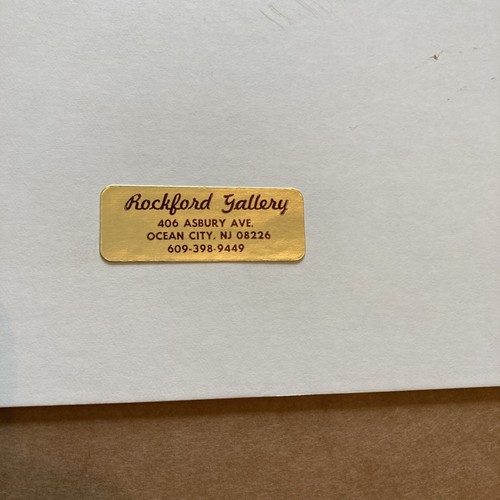 Rockford Gallery
406 ASBURY AVE.
OCEAN CITY, NJ 08226
609-398-9449